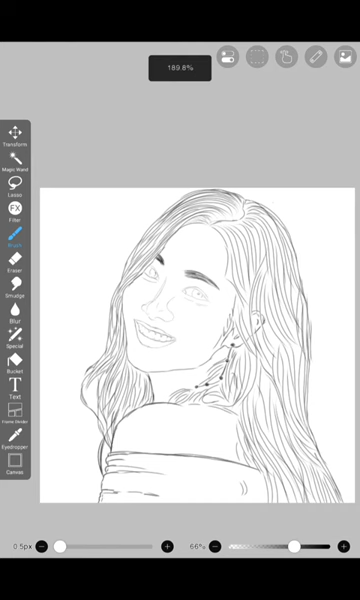 189.8%
Transform
Magic Wand
Lasso
FX
Filter
Brush
Eraser
Smudge
Blur
Special
Bucket
T
Text
Frame Divider
Eyedropper
Canvas
0.5px
66%